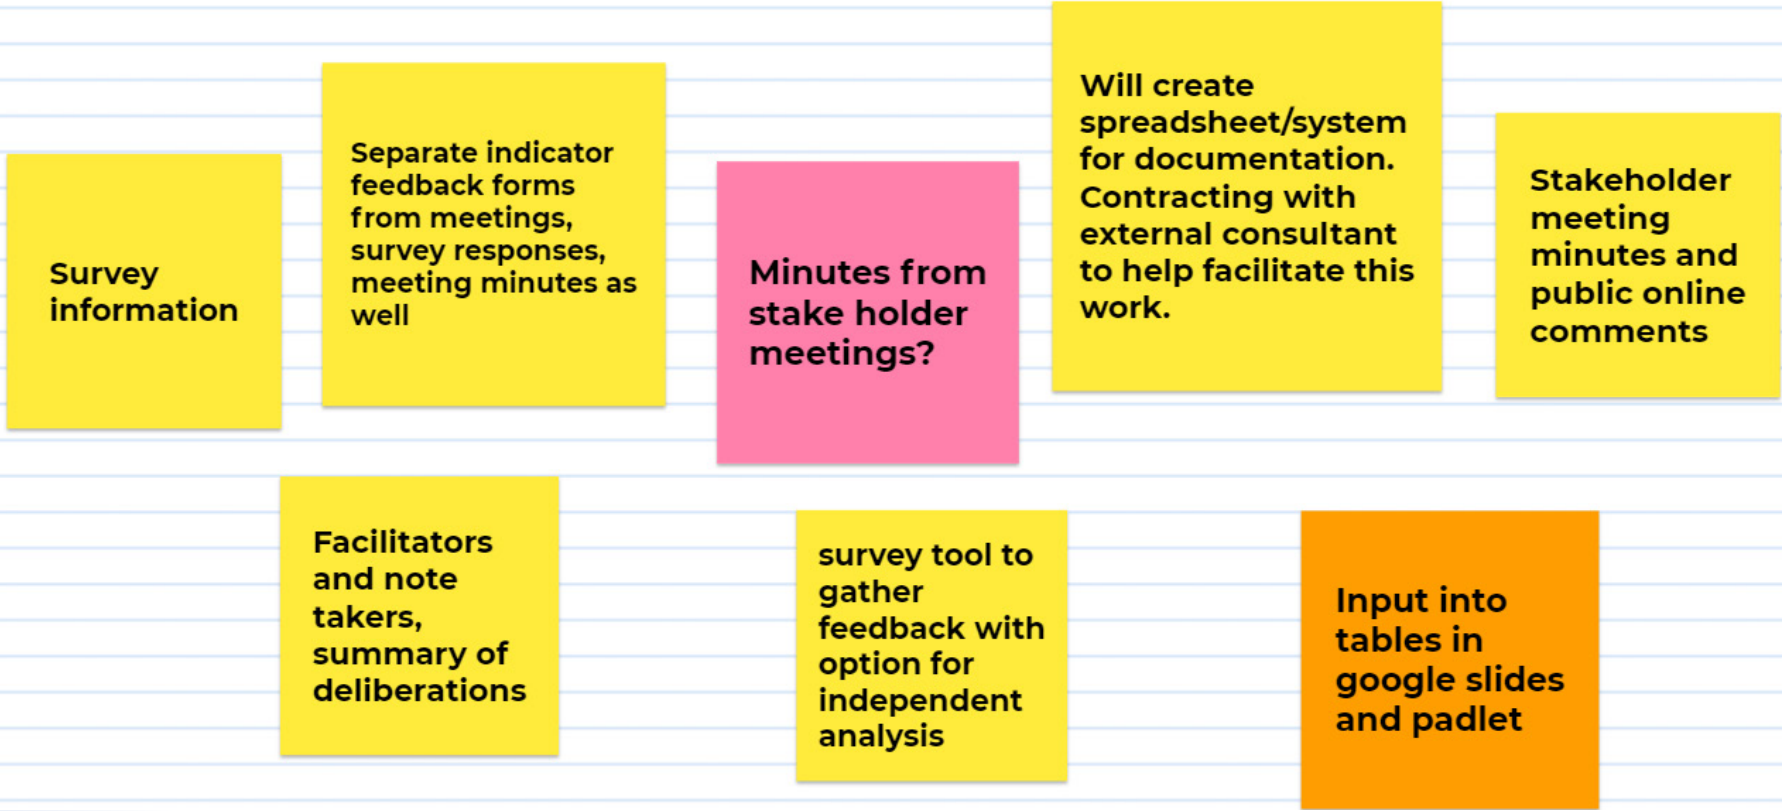 Survey
information
Separate indicator
feedback forms
from meetings,
survey responses,
meeting minutes as
well
Minutes from
stake holder
meetings?
Will create
spreadsheet/system
for documentation.
Contracting with
external consultant
to help facilitate this
work.
Stakeholder
meeting
minutes and
public online
comments
Facilitators
and note
takers,
summary of
deliberations
survey tool to
gather
feedback with
option for
independent
analysis
Input into
tables in
google slides
and padlet